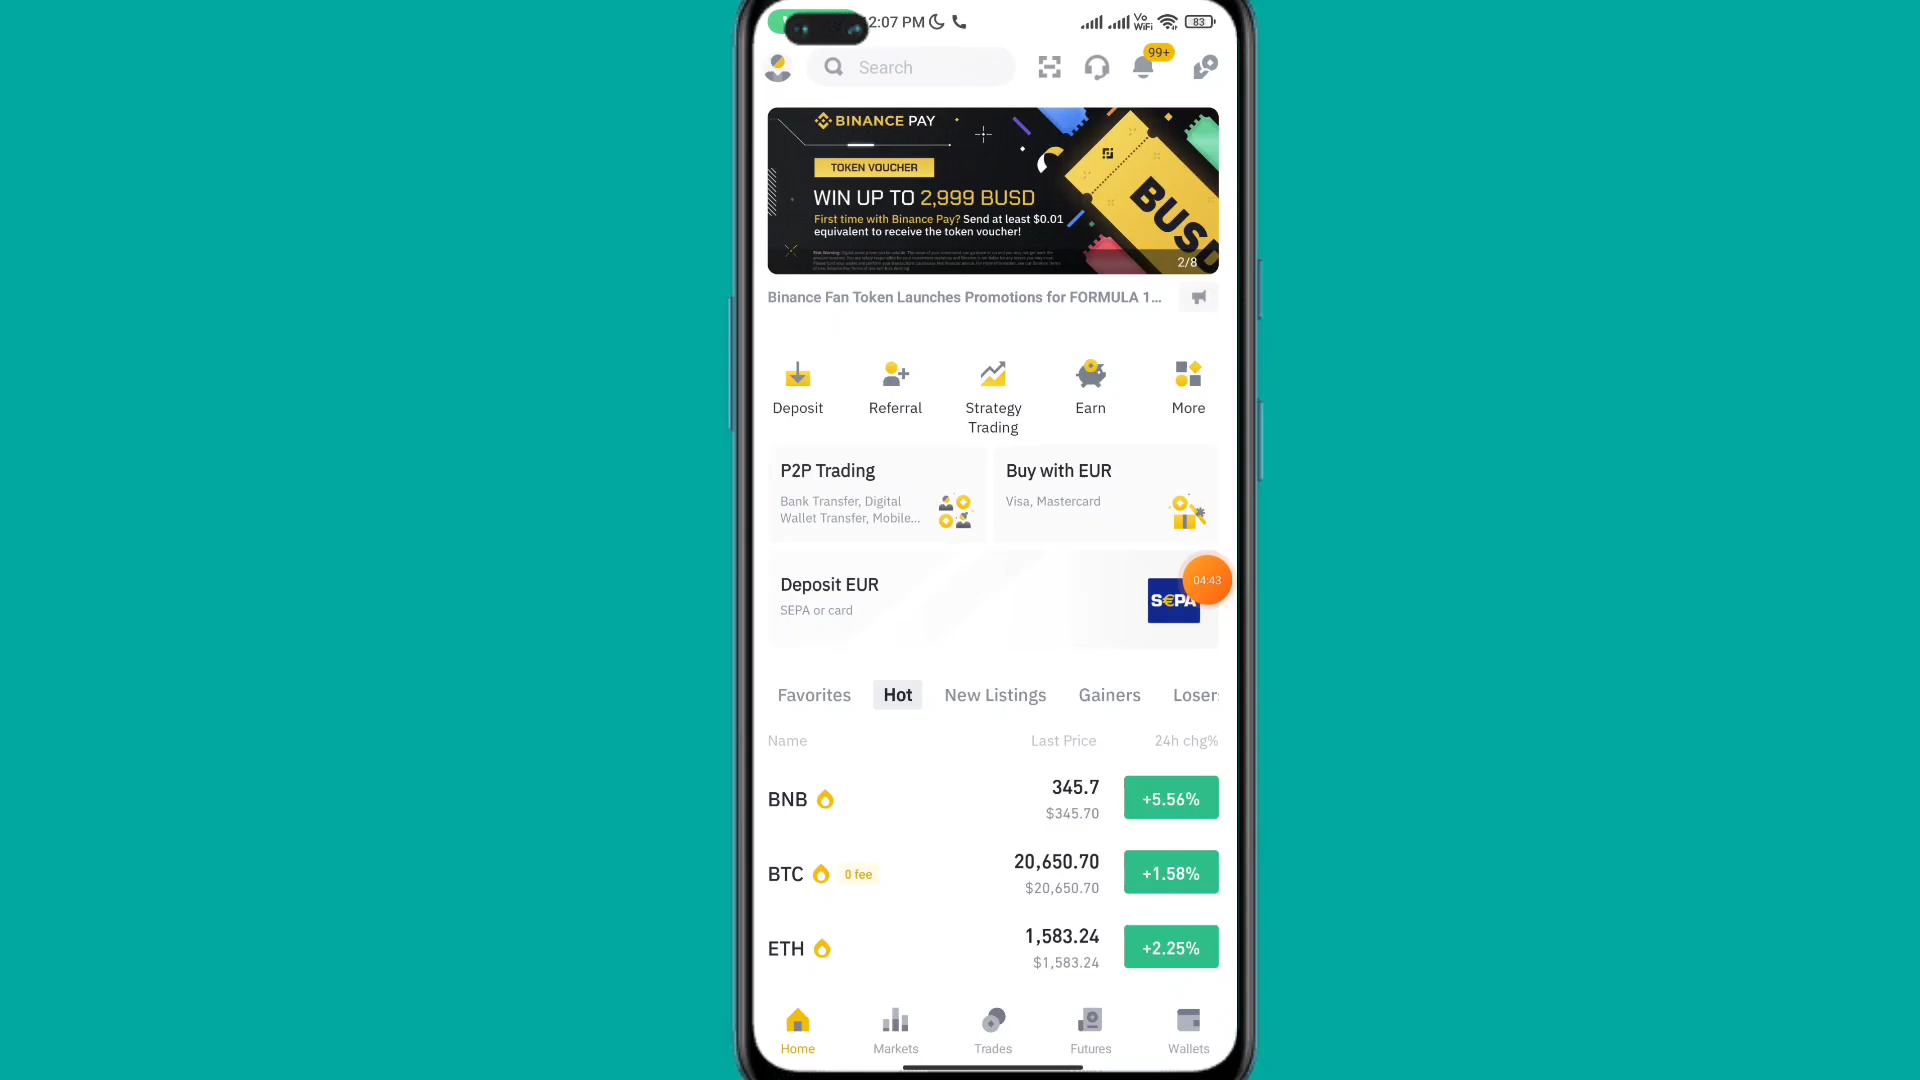 2:07 PM
Vo
WiFi
83
Search
99+
BINANCE PAY
TOKEN VOUCHER
WIN UP TO 2,999 BUSD
First time with Binance Pay? Send at least $0.01
equivalent to receive the token voucher!
BUSD
2/8
Binance Fan Token Launches Promotions for FORMULA 1...
Deposit
Referral
Strategy
Trading
Earn
More
P2P Trading
Bank Transfer, Digital
Wallet Transfer, Mobile...
Buy with EUR
Visa, Mastercard
Deposit EUR
SEPA or card
S€PA
04:43
Favorites
Hot
New Listings
Gainers
Loser
Name
Last Price
24h chg%
BNB
345.7
$345.70
+5.56%
BTC
0 fee
20,650.70
$20,650.70
+1.58%
ETH
1,583.24
$1,583.24
+2.25%
Home
Markets
Trades
Futures
Wallets